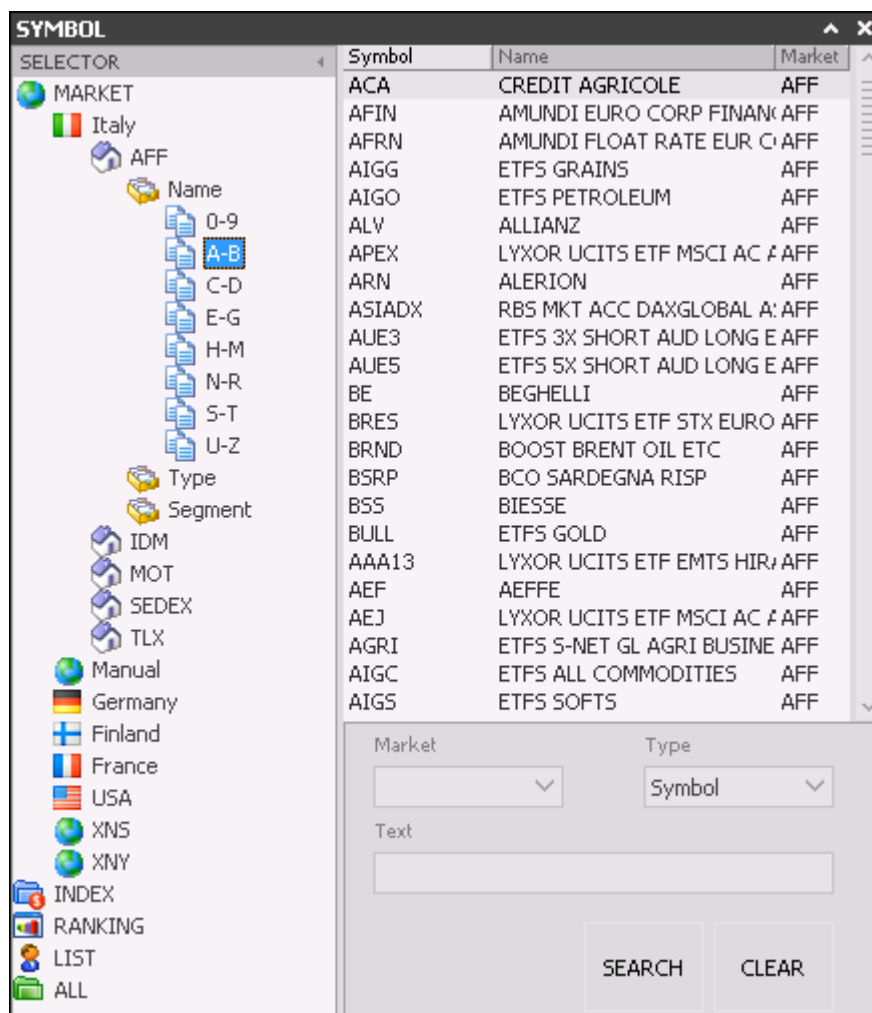 SYMBOL
SELECTOR
MARKET
Italy
AFF
Name
0-9
A-B
C-D
E-G
H-M
N-R
S-T
U-Z
Type
Segment
IDM
MOT
SEDEX
TLX
Manual
Germany
Finland
France
USA
XNS
XNY
INDEX
RANKING
LIST
ALL
Symbol Name Market
ACA CREDIT AGRICOLE AFF
AFIN AMUNDI EURO CORP FINAN AFF
AFRN AMUNDI FLOAT RATE EUR AFF
AIGG ETFS GRAINS AFF
AIGO ETFS PETROLEUM AFF
ALV ALLIANZ AFF
APEX LYXOR UCITS ETF MSCI AC AFF
ARN ALERION AFF
ASIADX RBS MKT ACC DAXGLOBAL AFF
AUE3 ETFS 3X SHORT AUD LONG E AFF
AUE5 ETFS 5X SHORT AUD LONG E AFF
BE BEGHELLI AFF
BRES LYXOR UCITS ETF STX EURO AFF
BRND BOOST BRENT OIL ETC AFF
BSRP BCO SARDEGNA RISP AFF
BSS BIESSE AFF
BULL ETFS GOLD AFF
AAA13 LYXOR UCITS ETF EMTS HIR AFF
AEF AEFFE AFF
AEJ LYXOR UCITS ETF MSCI AC AFF
AGRI ETFS S-NET GL AGRI BUSINE AFF
AIGC ETFS ALL COMMODITIES AFF
AIGS ETFS SOFTS AFF
Market Type
Symbol
Text
SEARCH CLEAR